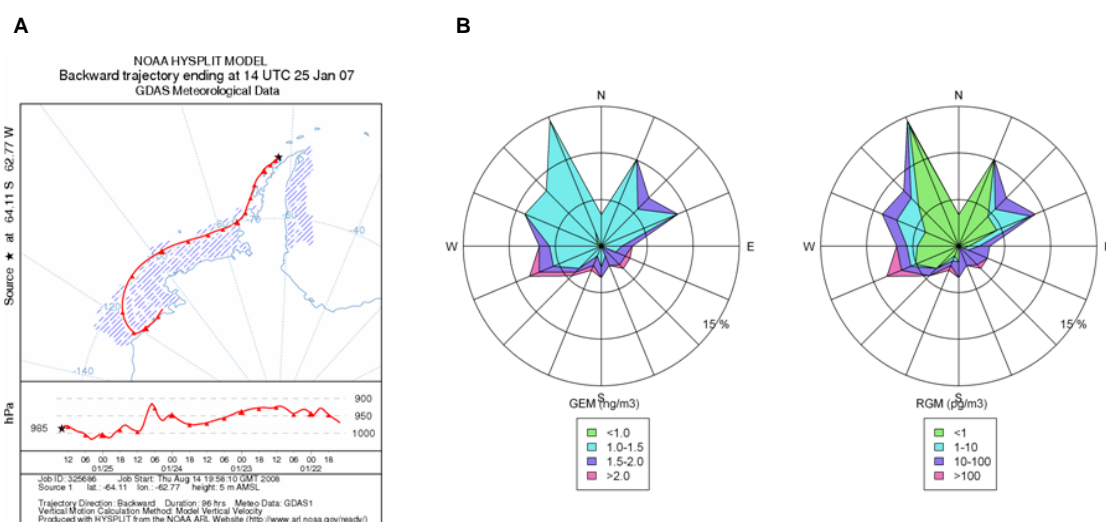 A
B
NOAA HYSPLIT MODEL
Backward trajectory ending at 14 UTC 25 Jan 07
GDAS Meteorological Data
Source ★ at 64.11 S 62.77 W
-40
-140
hPa
985
900
950
1000
12 06 00 18 12 06 00 18 12 06 00 18 12 06 00 18
01/25 01/24 01/23 01/22
Job ID: 325686 Job Start: Thu Aug 14 19:58:10 GMT 2008
Source 1 lat.: -64.11 lon.: -62.77 height: 5 m AMSL
Trajectory Direction: Backward Duration: 96 hrs Meteo Data: GDAS1
Vertical Motion Calculation Method: Model Vertical Velocity
Produced with HYSPLIT from the NOAA ARL Website (http://www.arl.noaa.gov/ready/)
N
W
E
S
15 %
GEM (ng/m3)
<1.0
1.0-1.5
1.5-2.0
>2.0
N
W
S
15 %
RGM (pg/m3)
<1
1-10
10-100
>100